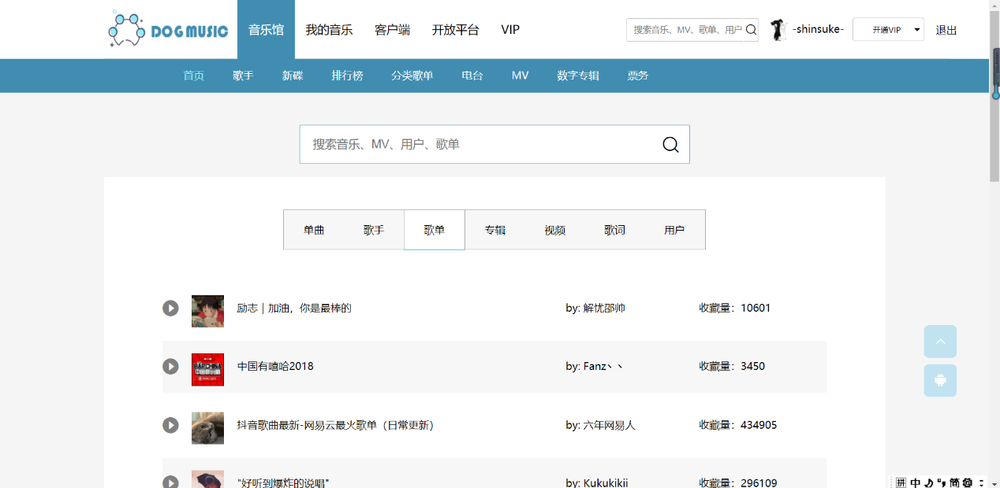 DOG MUSIC 音乐馆 我的音乐 客户端 开放平台 VIP 搜索音乐、MV、歌单、用户 -shinsuke- 开通VIP 退出
首页 歌手 新碟 排行榜 分类歌单 电台 MV 数字专辑 票务
搜索音乐、MV、用户、歌单
单曲 歌手 歌单 专辑 视频 歌词 用户
励志｜加油，你是最棒的 by: 解忧邵帅 收藏量：10601
中国有嘻哈2018 by: Fanz丶丶 收藏量：3450
抖音歌曲最新-网易云最火歌单（日常更新） by: 六年网易人 收藏量：434905
"好听到爆炸的说唱" by: Kukukikii 收藏量：296109
拼 中 简